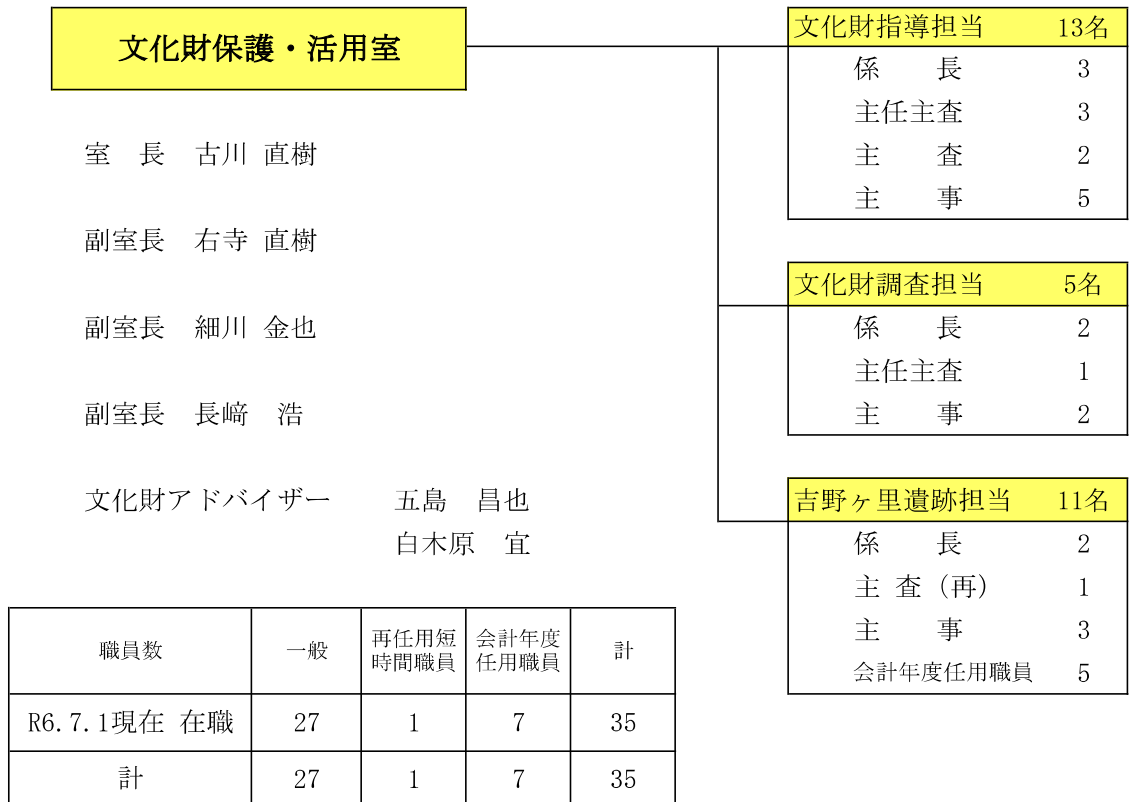 文化財保護・活用室
室　長　古川 直樹
副室長　右寺 直樹
副室長　細川 金也
副室長　長﨑　浩
文化財アドバイザー　　五島　昌也
白木原　宜
文化財指導担当　13名
係　　長　3
主任主査　3
主　　査　2
主　　事　5
文化財調査担当　5名
係　　長　2
主任主査　1
主　　事　2
吉野ヶ里遺跡担当　11名
係　　長　2
主 査（再）　1
主　　事　3
会計年度任用職員　5
職員数　一般　再任用短時間職員　会計年度任用職員　計
R6.7.1現在 在職　27　1　7　35
計　27　1　7　35